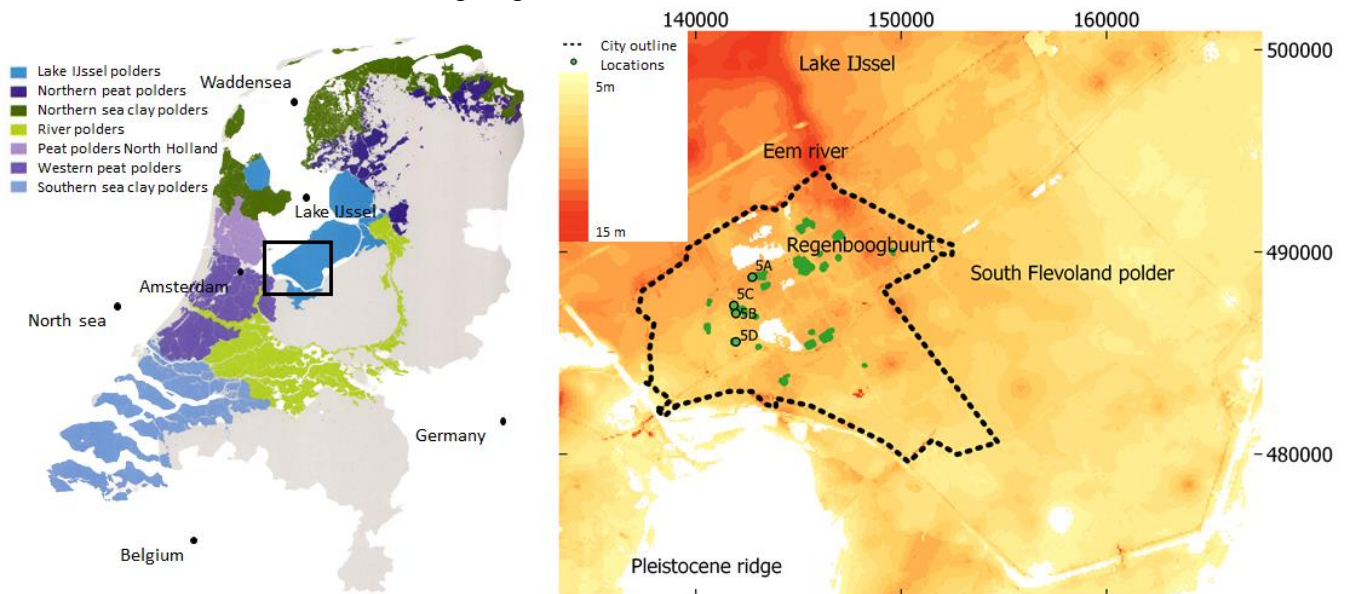 Lake IJssel polders
Northern peat polders
Northern sea clay polders
River polders
Peat polders North Holland
Western peat polders
Southern sea clay polders
Waddensea
Lake IJssel
Amsterdam
North sea
Germany
Belgium
140000
150000
160000
City outline
Locations
5m
15 m
Lake IJssel
500000
Eem river
Regenboogbuurt
490000
5A
South Flevoland polder
5C
5B
5D
480000
Pleistocene ridge